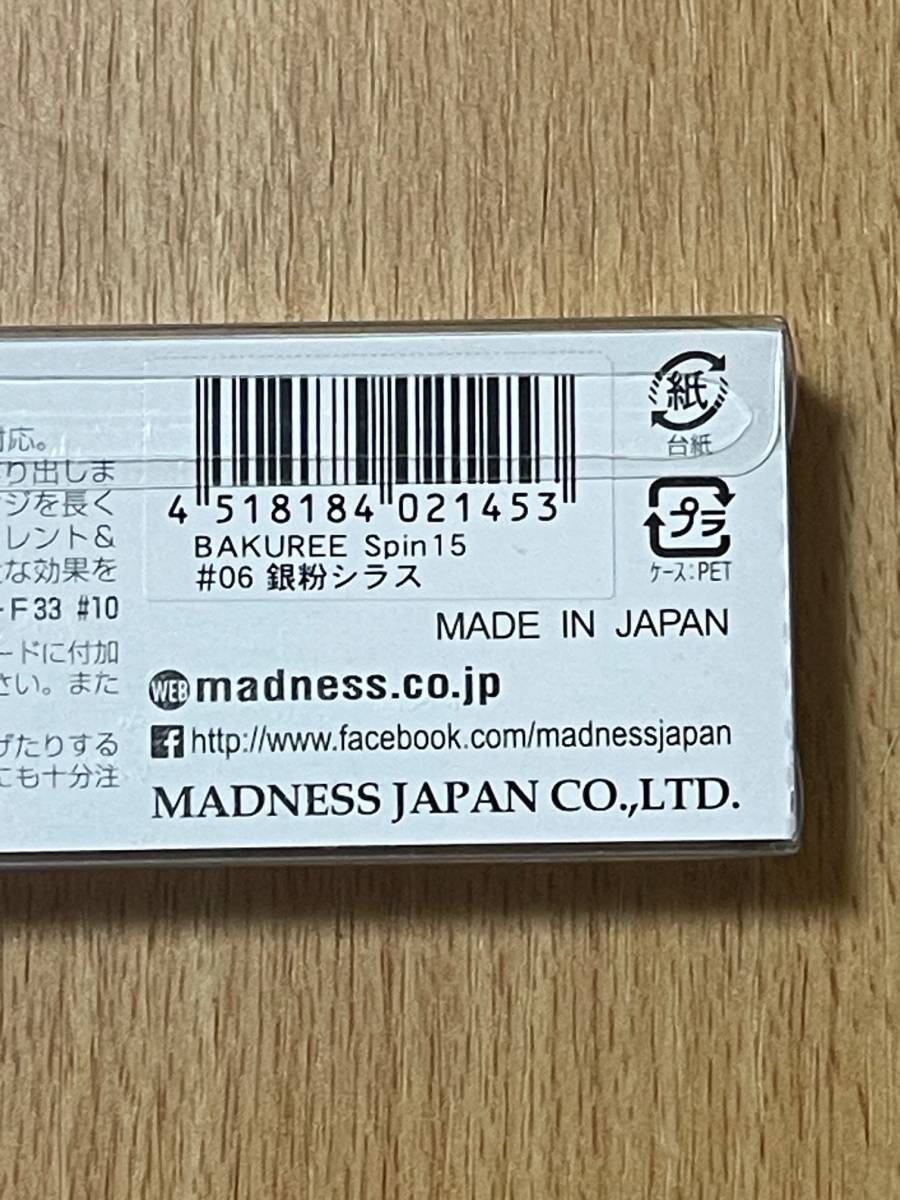 対応。
り出しま
ジを長く
レント&
な効果を
F33 #10
ードに付加
さい。また
げたりする
にも十分注
4 518184 021453
BAKUREE Spin15
#06 銀粉シラス
紙
台紙
プラ
ケース:PET
MADE IN JAPAN
WEB madness.co.jp
f http://www.facebook.com/madnessjapan
MADNESS JAPAN CO.,LTD.